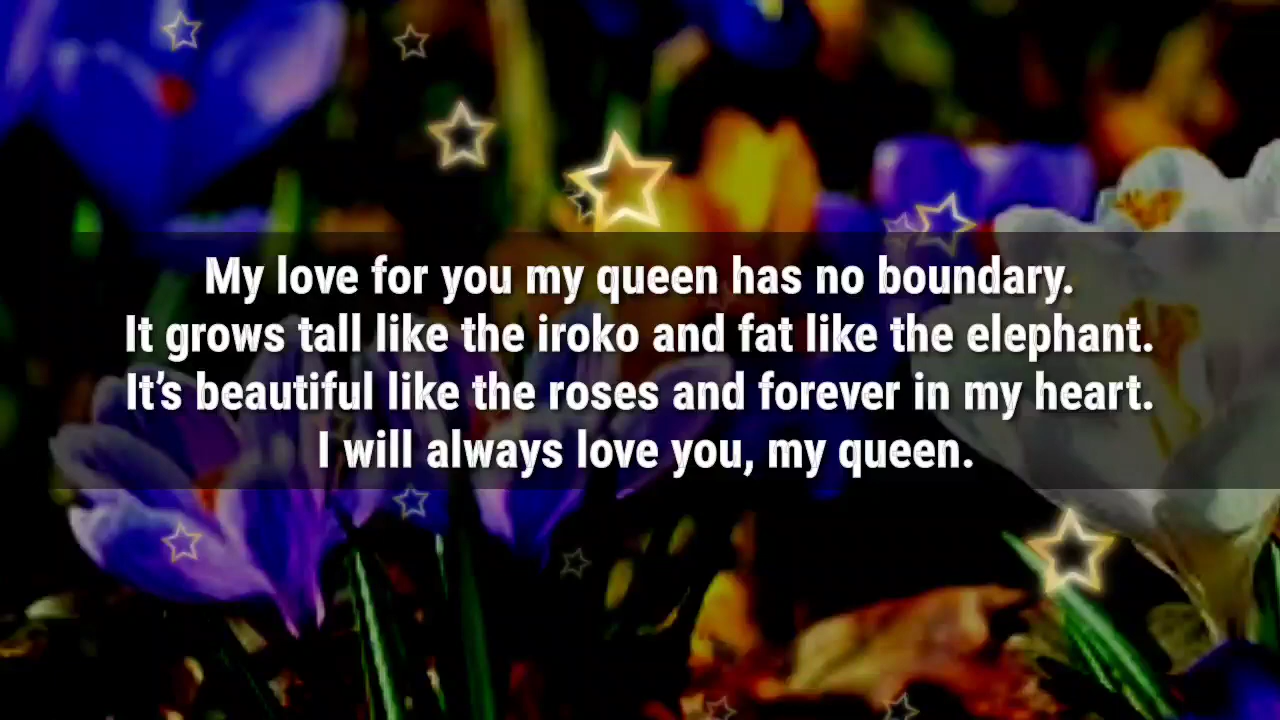 My love for you my queen has no boundary.
It grows tall like the iroko and fat like the elephant.
It’s beautiful like the roses and forever in my heart.
I will always love you, my queen.